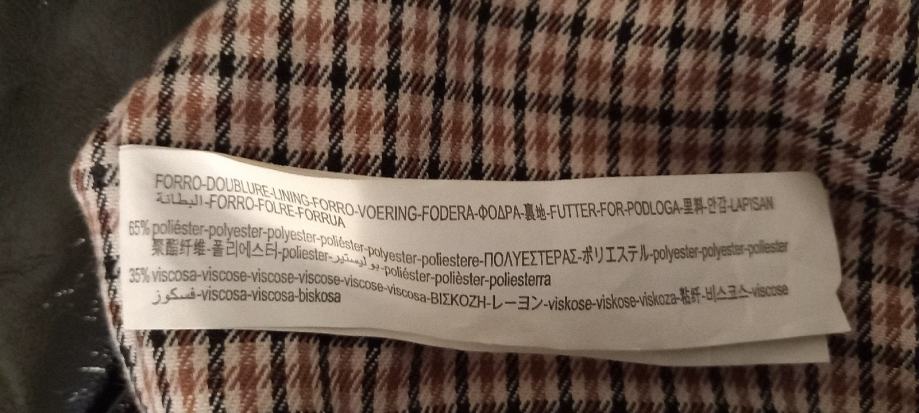 FORRO-DOUBLURE-LINING-FORRO-VOERING-FODERA-ΦΟΔΡΑ-裏地-FUTTER-FOR-PODLOGA-里料-안감-LAPISAN
البطانة-FORRO-FOLRE-FORRUA
65% poliéster-polyester-polyester-poliéster-polyester-poliestere-ΠΟΛΥΕΣΤΕΡΑΣ-ポリエステル-polyester-polyester-poliester
聚酯纤维-폴리에스터-poliester-بوليستير-poliéster-polièster-poliesterra
35% viscosa-viscose-viscose-viscose-viscose-viscosa-ΒΙΣΚΟΖΗ-レーヨン-viskose-viskose-viskoza-粘纤-비스코스-viscose
فسكوز-viscosa-viscosa-biskosa